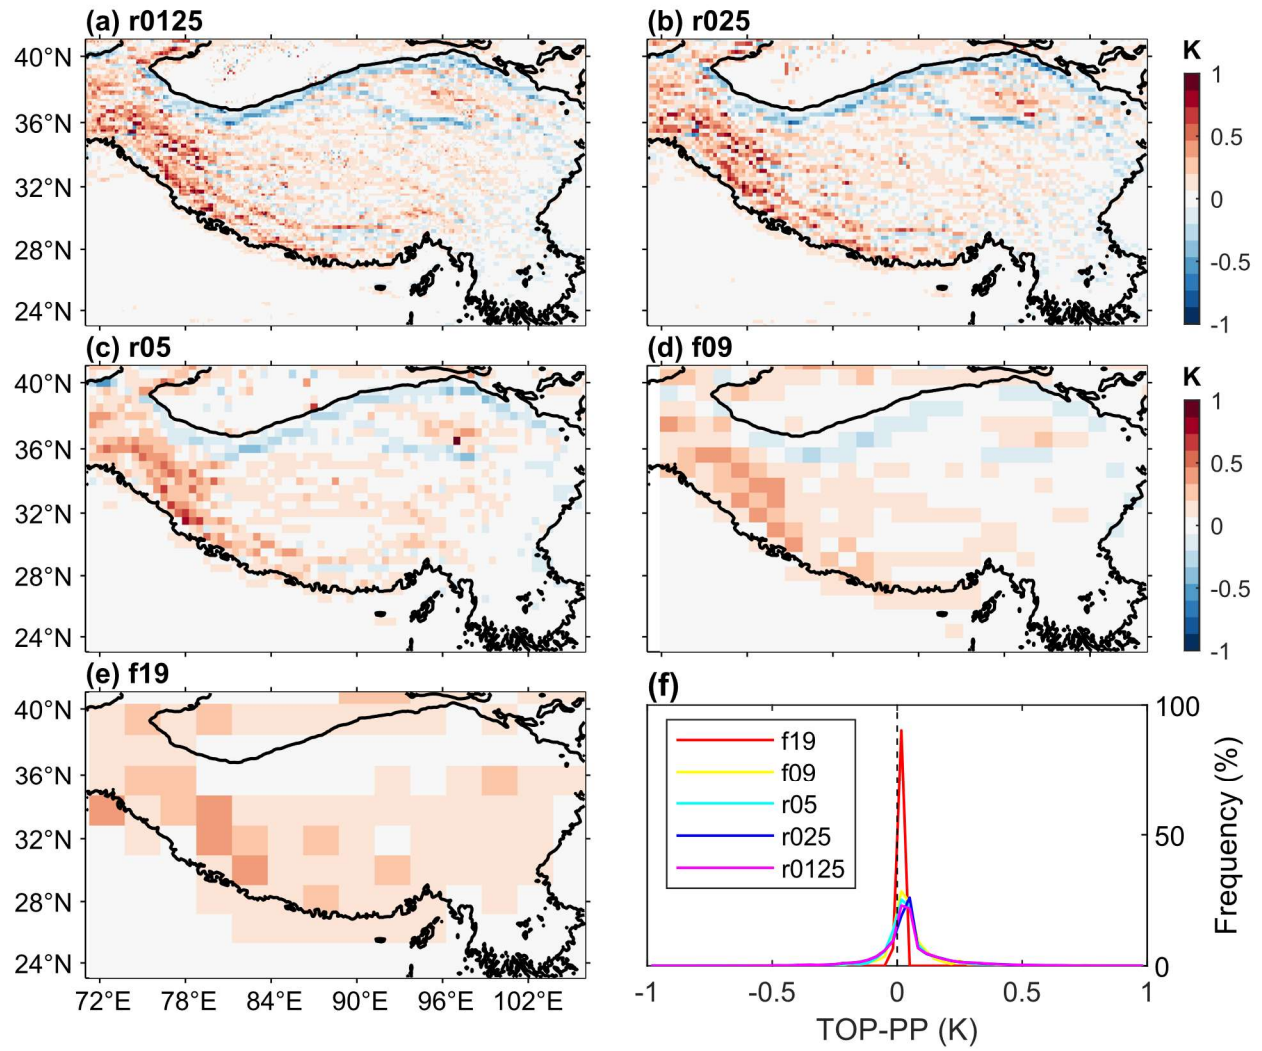 (a) r0125
(b) r025
40°N
36°N
32°N
28°N
24°N
K
1
0.5
0
-0.5
-1
(c) r05
(d) f09
40°N
36°N
32°N
28°N
24°N
K
1
0.5
0
-0.5
-1
(e) f19
(f)
40°N
36°N
32°N
28°N
24°N
72°E 78°E 84°E 90°E 96°E 102°E
f19
f09
r05
r025
r0125
100
50
0
Frequency (%)
-1 -0.5 0 0.5 1
TOP-PP (K)